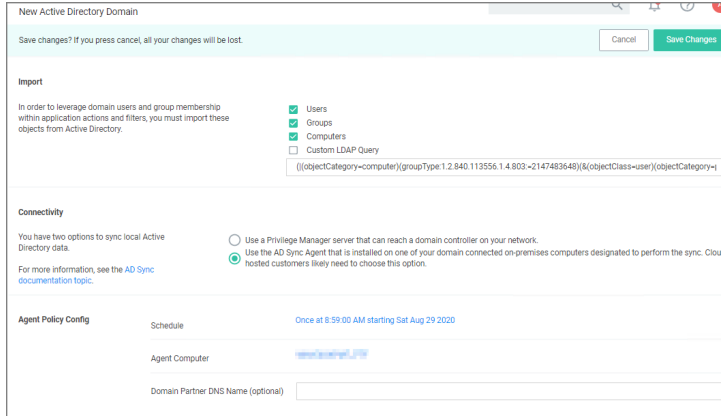 New Active Directory Domain
Save changes? If you press cancel, all your changes will be lost.
Cancel
Save Changes
Import
In order to leverage domain users and group membership
within application actions and filters, you must import these
objects from Active Directory.
Users
Groups
Computers
Custom LDAP Query
(|(objectCategory=computer)(groupType:1.2.840.113556.1.4.803:=2147483648)(&(objectClass=user)(objectCategory=
Connectivity
You have two options to sync local Active
Directory data.
For more information, see the AD Sync
documentation topic.
Use a Privilege Manager server that can reach a domain controller on your network.
Use the AD Sync Agent that is installed on one of your domain connected on-premises computers designated to perform the sync. Clou
hosted customers likely need to choose this option.
Agent Policy Config
Schedule
Once at 8:59:00 AM starting Sat Aug 29 2020
Agent Computer
Domain Partner DNS Name (optional)